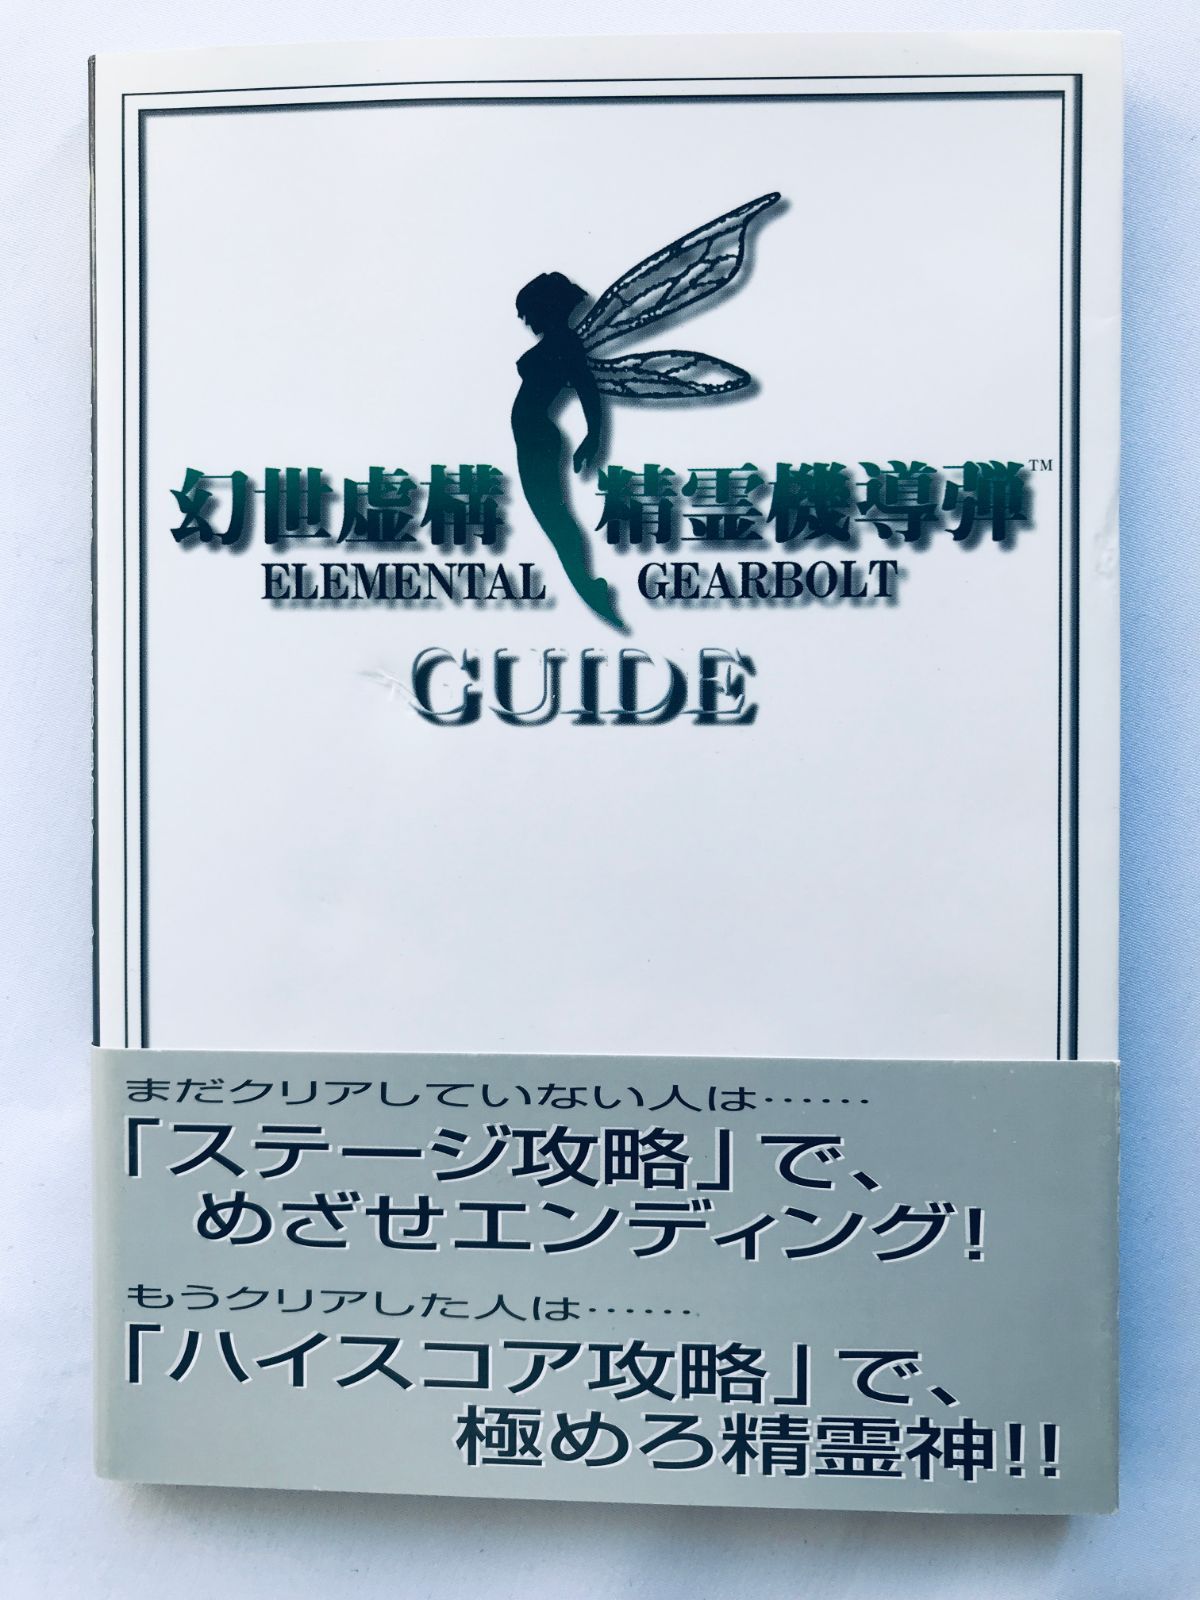 幻世虚構 精霊機導弾™
ELEMENTAL GEARBOLT
GUIDE
まだクリアしていない人は……
「ステージ攻略」で、
めざせエンディング!
もうクリアした人は……
「ハイスコア攻略」で、
極めろ精霊神!!